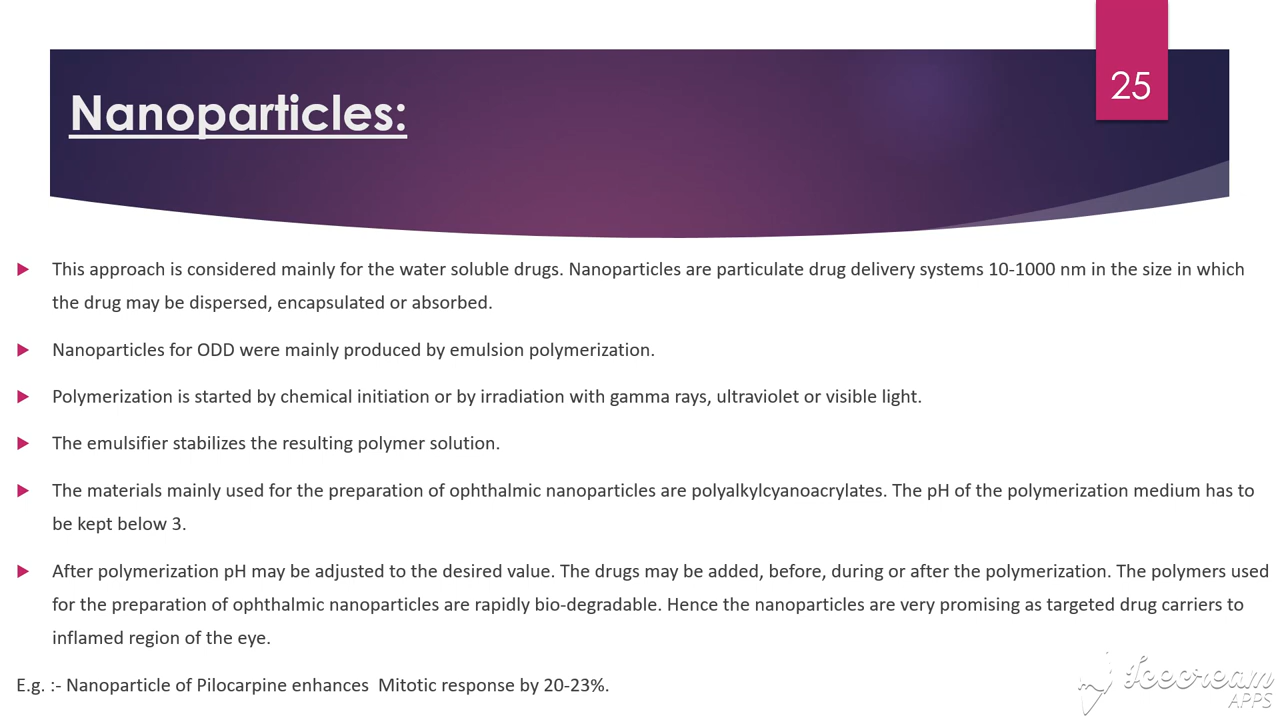 25
Nanoparticles:
This approach is considered mainly for the water soluble drugs. Nanoparticles are particulate drug delivery systems 10-1000 nm in the size in which
the drug may be dispersed, encapsulated or absorbed.
Nanoparticles for ODD were mainly produced by emulsion polymerization.
Polymerization is started by chemical initiation or by irradiation with gamma rays, ultraviolet or visible light.
The emulsifier stabilizes the resulting polymer solution.
The materials mainly used for the preparation of ophthalmic nanoparticles are polyalkylcyanoacrylates. The pH of the polymerization medium has to
be kept below 3.
After polymerization pH may be adjusted to the desired value. The drugs may be added, before, during or after the polymerization. The polymers used
for the preparation of ophthalmic nanoparticles are rapidly bio-degradable. Hence the nanoparticles are very promising as targeted drug carriers to
inflamed region of the eye.
E.g. :- Nanoparticle of Pilocarpine enhances  Mitotic response by 20-23%.
Icecream
APPS